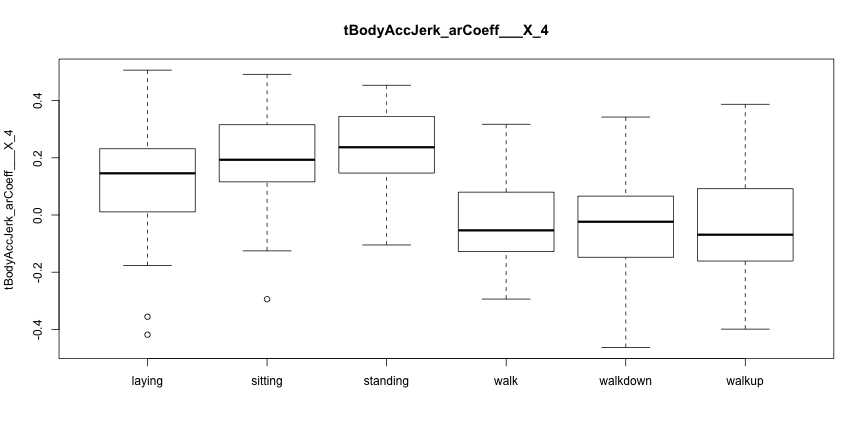 tBodyAccJerk_arCoeff___X_4
tBodyAccJerk_arCoeff___X_4
0.4
0.2
0.0
-0.2
-0.4
laying sitting standing walk walkdown walkup